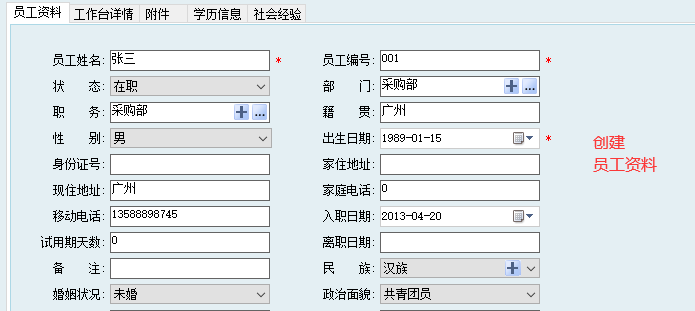 员工资料 工作台详情 附件 学历信息 社会经验
员工姓名: 张三 * 员工编号: 001 *
状 态: 在职 部 门: 采购部 + ...
职 务: 采购部 + ... 籍 贯: 广州
性 别: 男 出生日期: 1989-01-15 * 创建
身份证号: 家住地址: 员工资料
现住地址: 广州 家庭电话: 0
移动电话: 13588898745 入职日期: 2013-04-20
试用期天数: 0 离职日期:
备 注: 民 族: 汉族 +
婚姻状况: 未婚 政治面貌: 共青团员